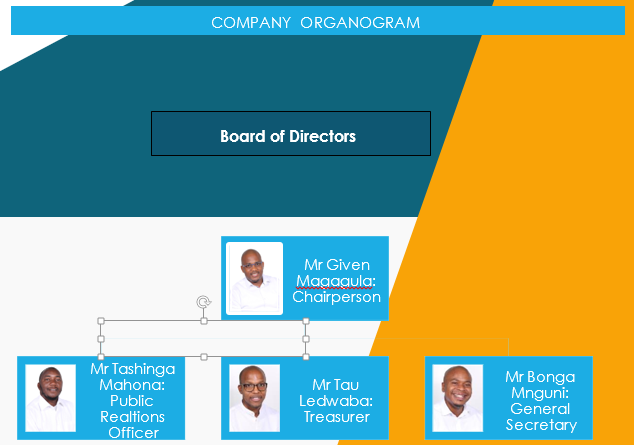 COMPANY ORGANOGRAM
Board of Directors
Mr Given
Magagula:
Chairperson
Mr Tashinga
Mahona:
Public
Realtions
Officer
Mr Tau
Ledwaba:
Treasurer
Mr Bonga
Mnguni:
General
Secretary